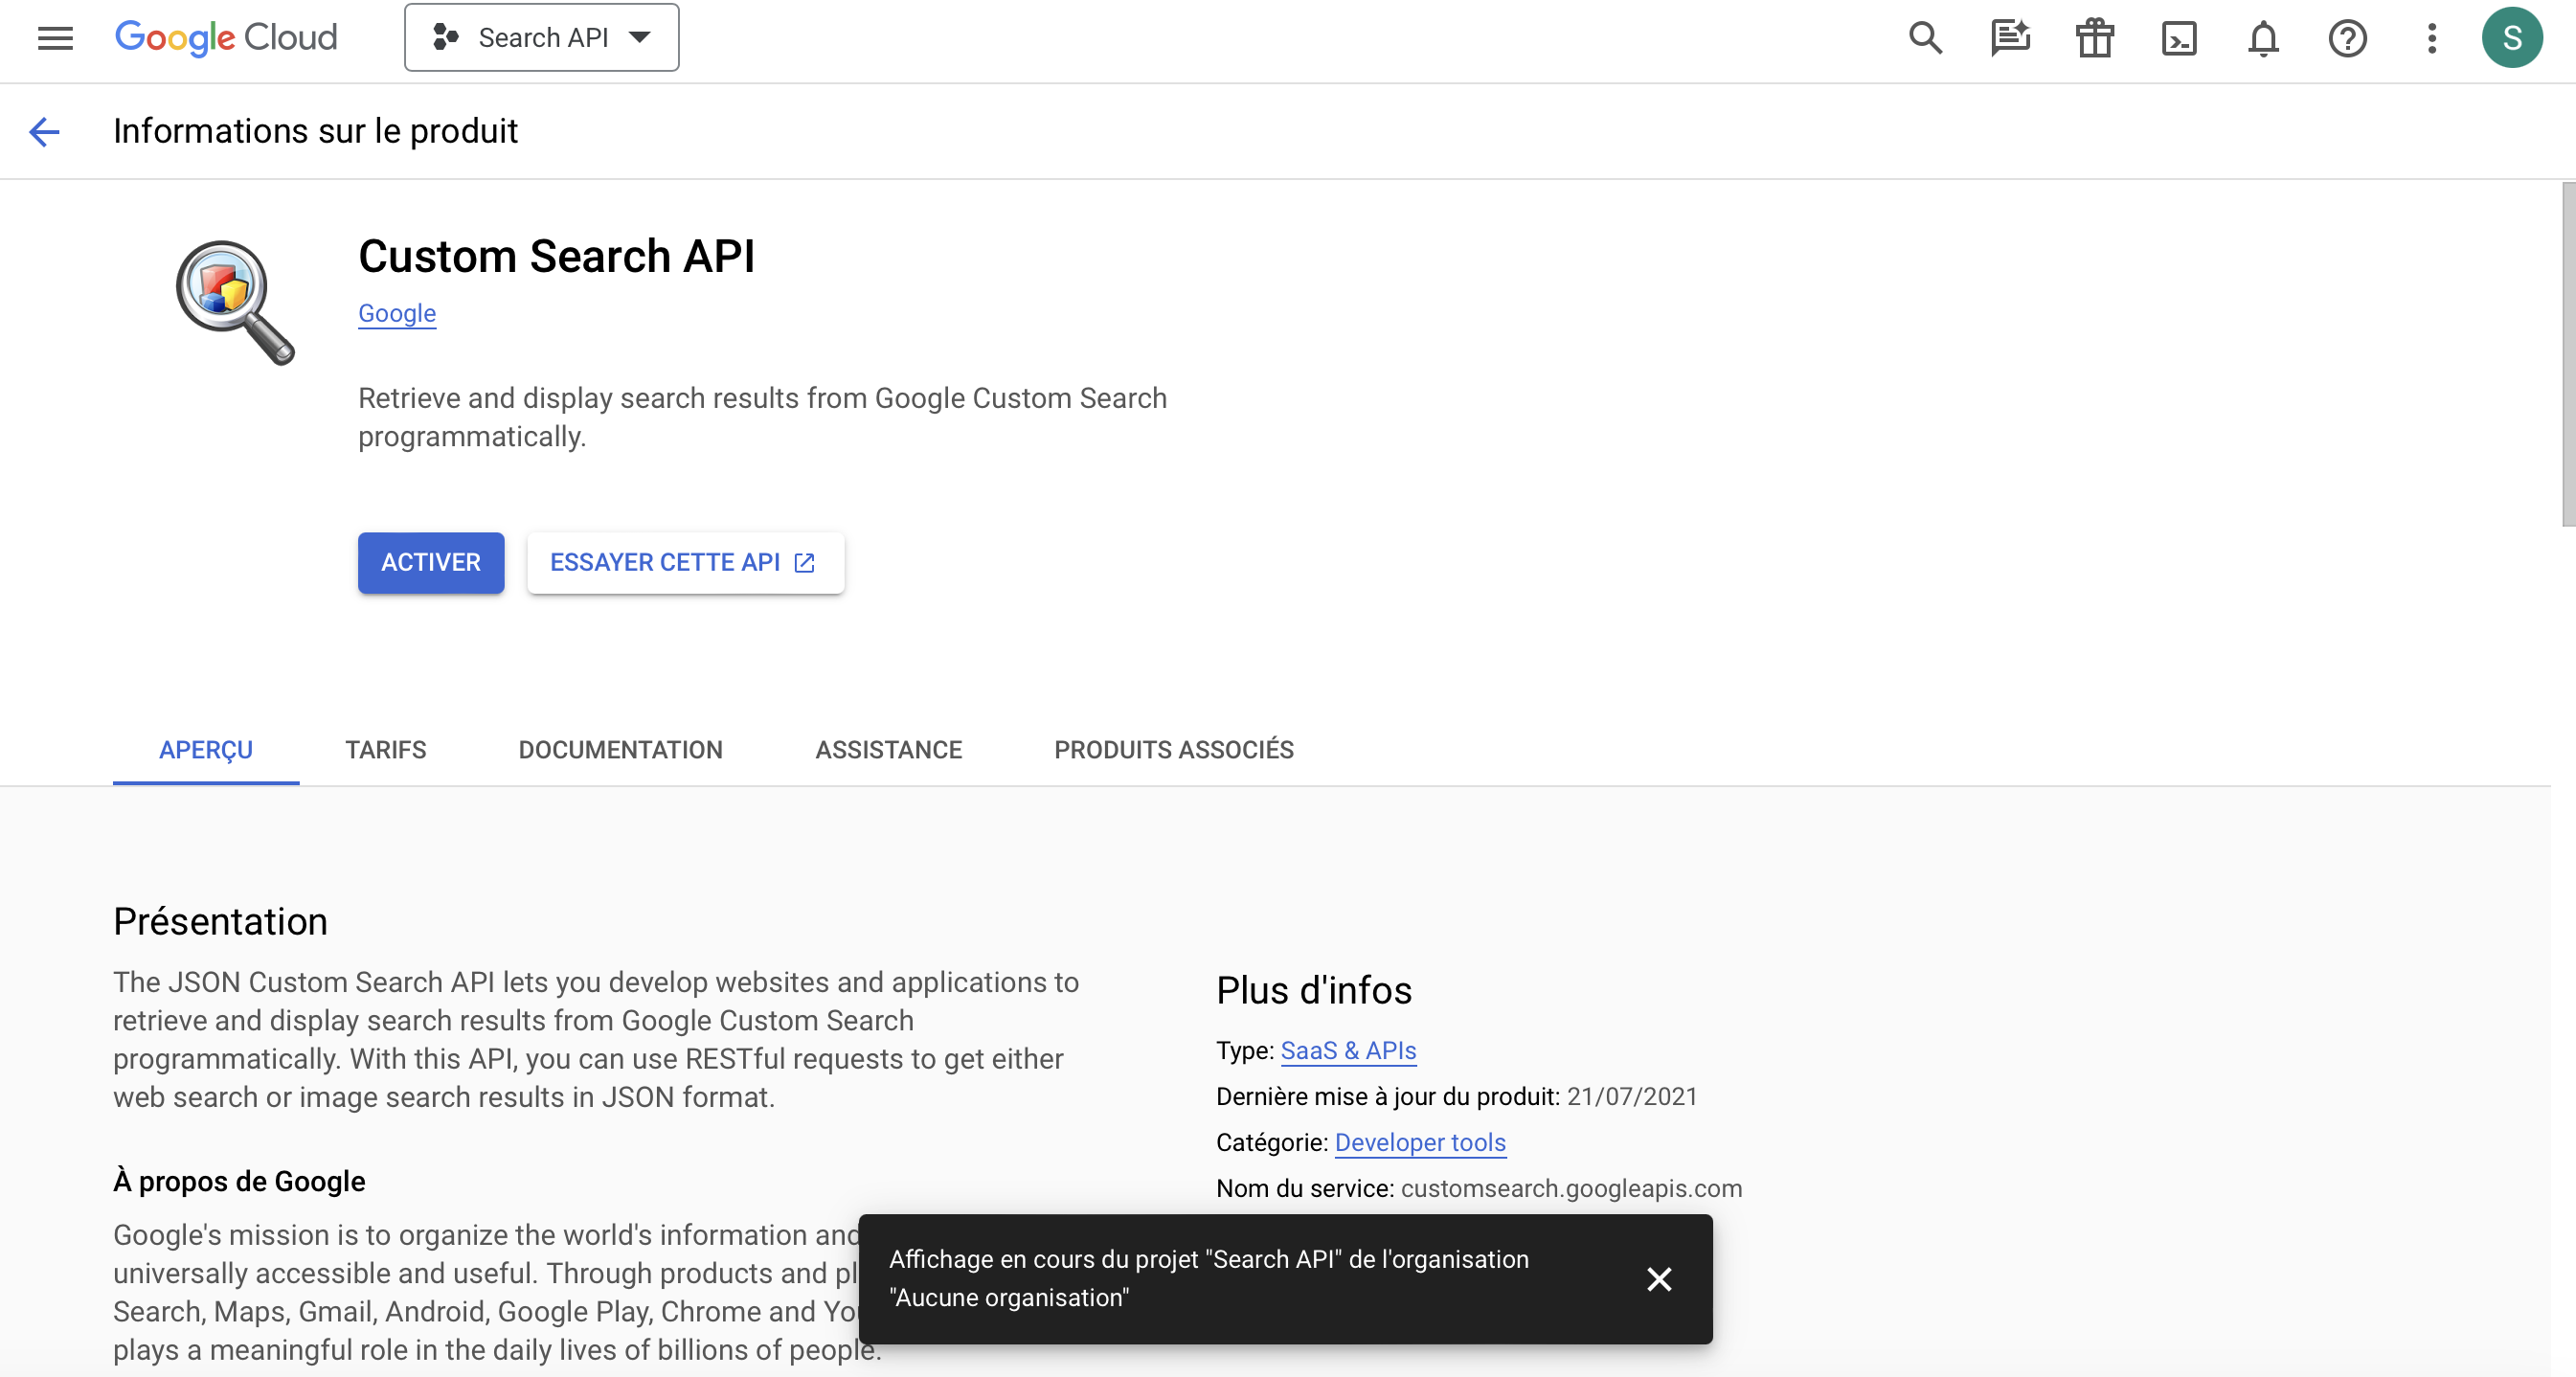 Google Cloud
Search API
S
Informations sur le produit
Custom Search API
Google
Retrieve and display search results from Google Custom Search
programmatically.
ACTIVER
ESSAYER CETTE API
APERÇU
TARIFS
DOCUMENTATION
ASSISTANCE
PRODUITS ASSOCIÉS
Présentation
The JSON Custom Search API lets you develop websites and applications to
retrieve and display search results from Google Custom Search
programmatically. With this API, you can use RESTful requests to get either
web search or image search results in JSON format.
À propos de Google
Google's mission is to organize the world's information and
universally accessible and useful. Through products and pl
Search, Maps, Gmail, Android, Google Play, Chrome and You
plays a meaningful role in the daily lives of billions of people.
Plus d'infos
Type: SaaS & APIs
Dernière mise à jour du produit: 21/07/2021
Catégorie: Developer tools
Nom du service: customsearch.googleapis.com
Affichage en cours du projet "Search API" de l'organisation
"Aucune organisation"